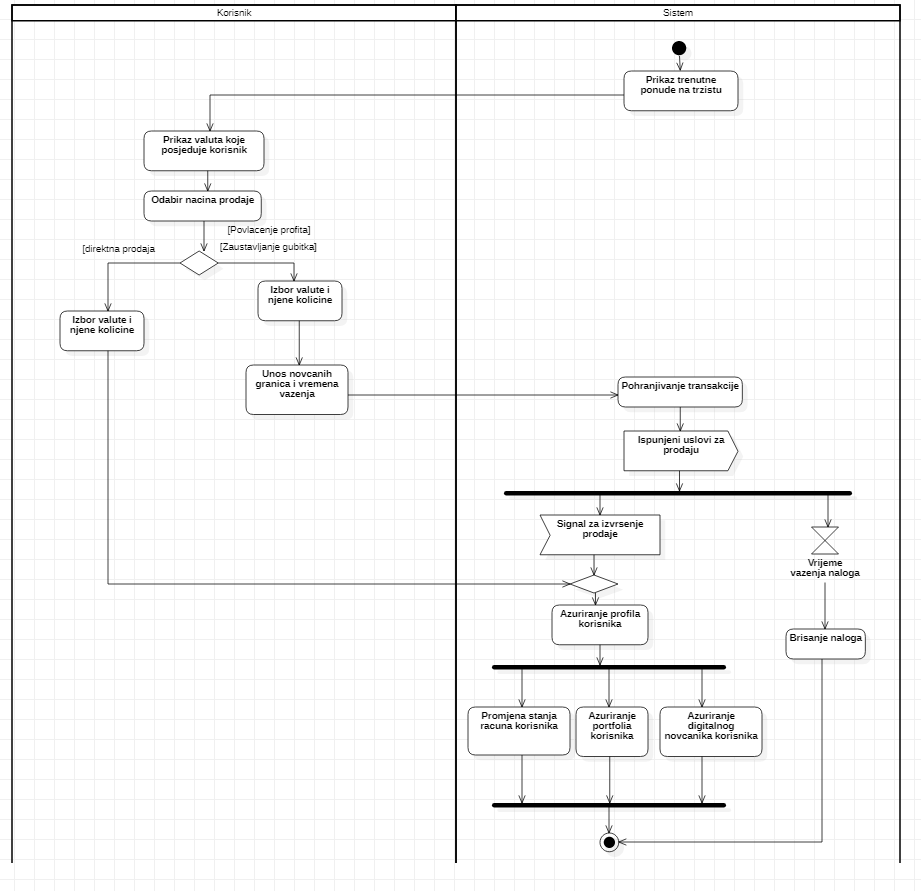 Korisnik
Sistem
Prikaz trenutne
ponude na trzistu
Prikaz valuta koje
posjeduje korisnik
Odabir nacina prodaje
[Povlacenje profita]
[direktna prodaja
[Zaustavljanje gubitka]
Izbor valute i
njene kolicine
Izbor valute i
njene kolicine
Unos novcanih
granica i vremena
vazenja
Pohranjivanje transakcije
Ispunjeni uslovi za
prodaju
Signal za izvrsenje
prodaje
Vrijeme
vazenja naloga
Azuriranje profila
korisnika
Brisanje naloga
Promjena stanja
racuna korisnika
Azuriranje
portfolia
korisnika
Azuriranje
digitalnog
novcanika korisnika